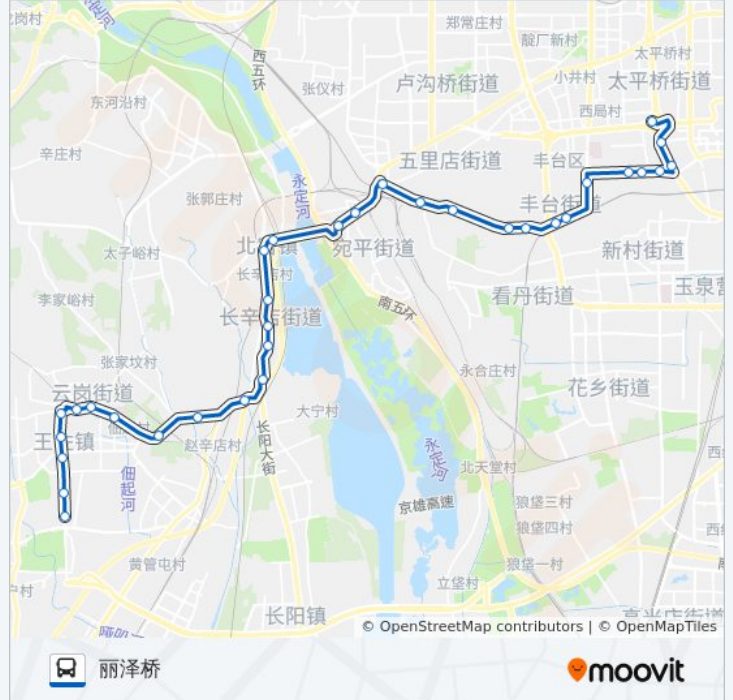 郑常庄村
龙岗村
靛厂新村
太平桥村
西五环
张仪村
卢沟桥街道
小井村
太平桥街道
东河沿村
西局村
辛庄村
五里店街道
丰台区
永定河
张郭庄村
丰台街道
太子峪村
宛平街道
新村街道
长辛店村
玉泉营
李家峪村
看丹街道
南五环
长辛店街道
张家坟村
永合庄村
云岗街道
大宁村
花乡街道
赵辛店村
长阳大街
永定河
佃起河
北天堂村
京雄高速
狼垡三村
狼垡四村
黄管屯村
狼垡一村
立垡村
长阳镇
© OpenStreetMap contributors | © OpenMapTiles
丽泽桥
moovit